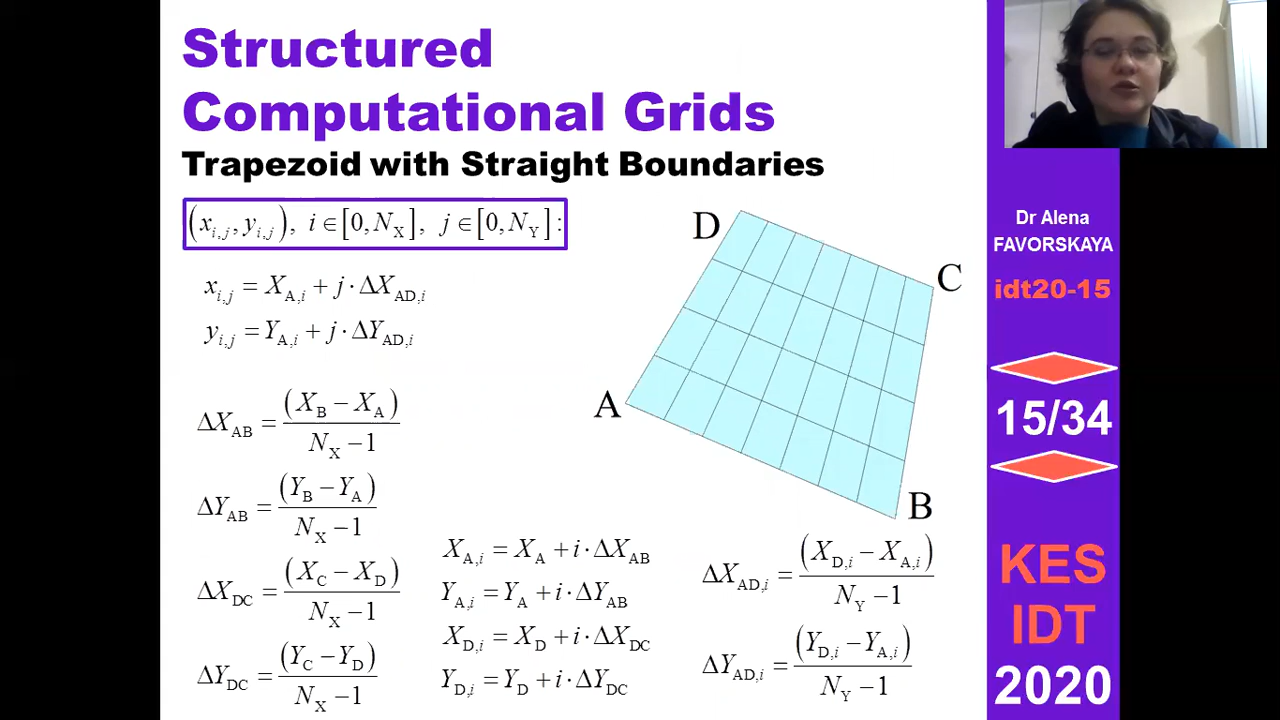 Structured
Computational Grids
Trapezoid with Straight Boundaries
(x_{i,j}, y_{i,j}), i ∈ [0, N_X], j ∈ [0, N_Y]:
x_{i,j} = X_{A,i} + j · ΔX_{AD,i}
y_{i,j} = Y_{A,i} + j · ΔY_{AD,i}
ΔX_{AB} = (X_B − X_A) / (N_X − 1)
ΔY_{AB} = (Y_B − Y_A) / (N_X − 1)
ΔX_{DC} = (X_C − X_D) / (N_X − 1)
ΔY_{DC} = (Y_C − Y_D) / (N_X − 1)
X_{A,i} = X_A + i · ΔX_{AB}
Y_{A,i} = Y_A + i · ΔY_{AB}
X_{D,i} = X_D + i · ΔX_{DC}
Y_{D,i} = Y_D + i · ΔY_{DC}
ΔX_{AD,i} = (X_{D,i} − X_{A,i}) / (N_Y − 1)
ΔY_{AD,i} = (Y_{D,i} − Y_{A,i}) / (N_Y − 1)
D
C
A
B
Dr Alena
FAVORSKAYA
idt20-15
15/34
KES
IDT
2020